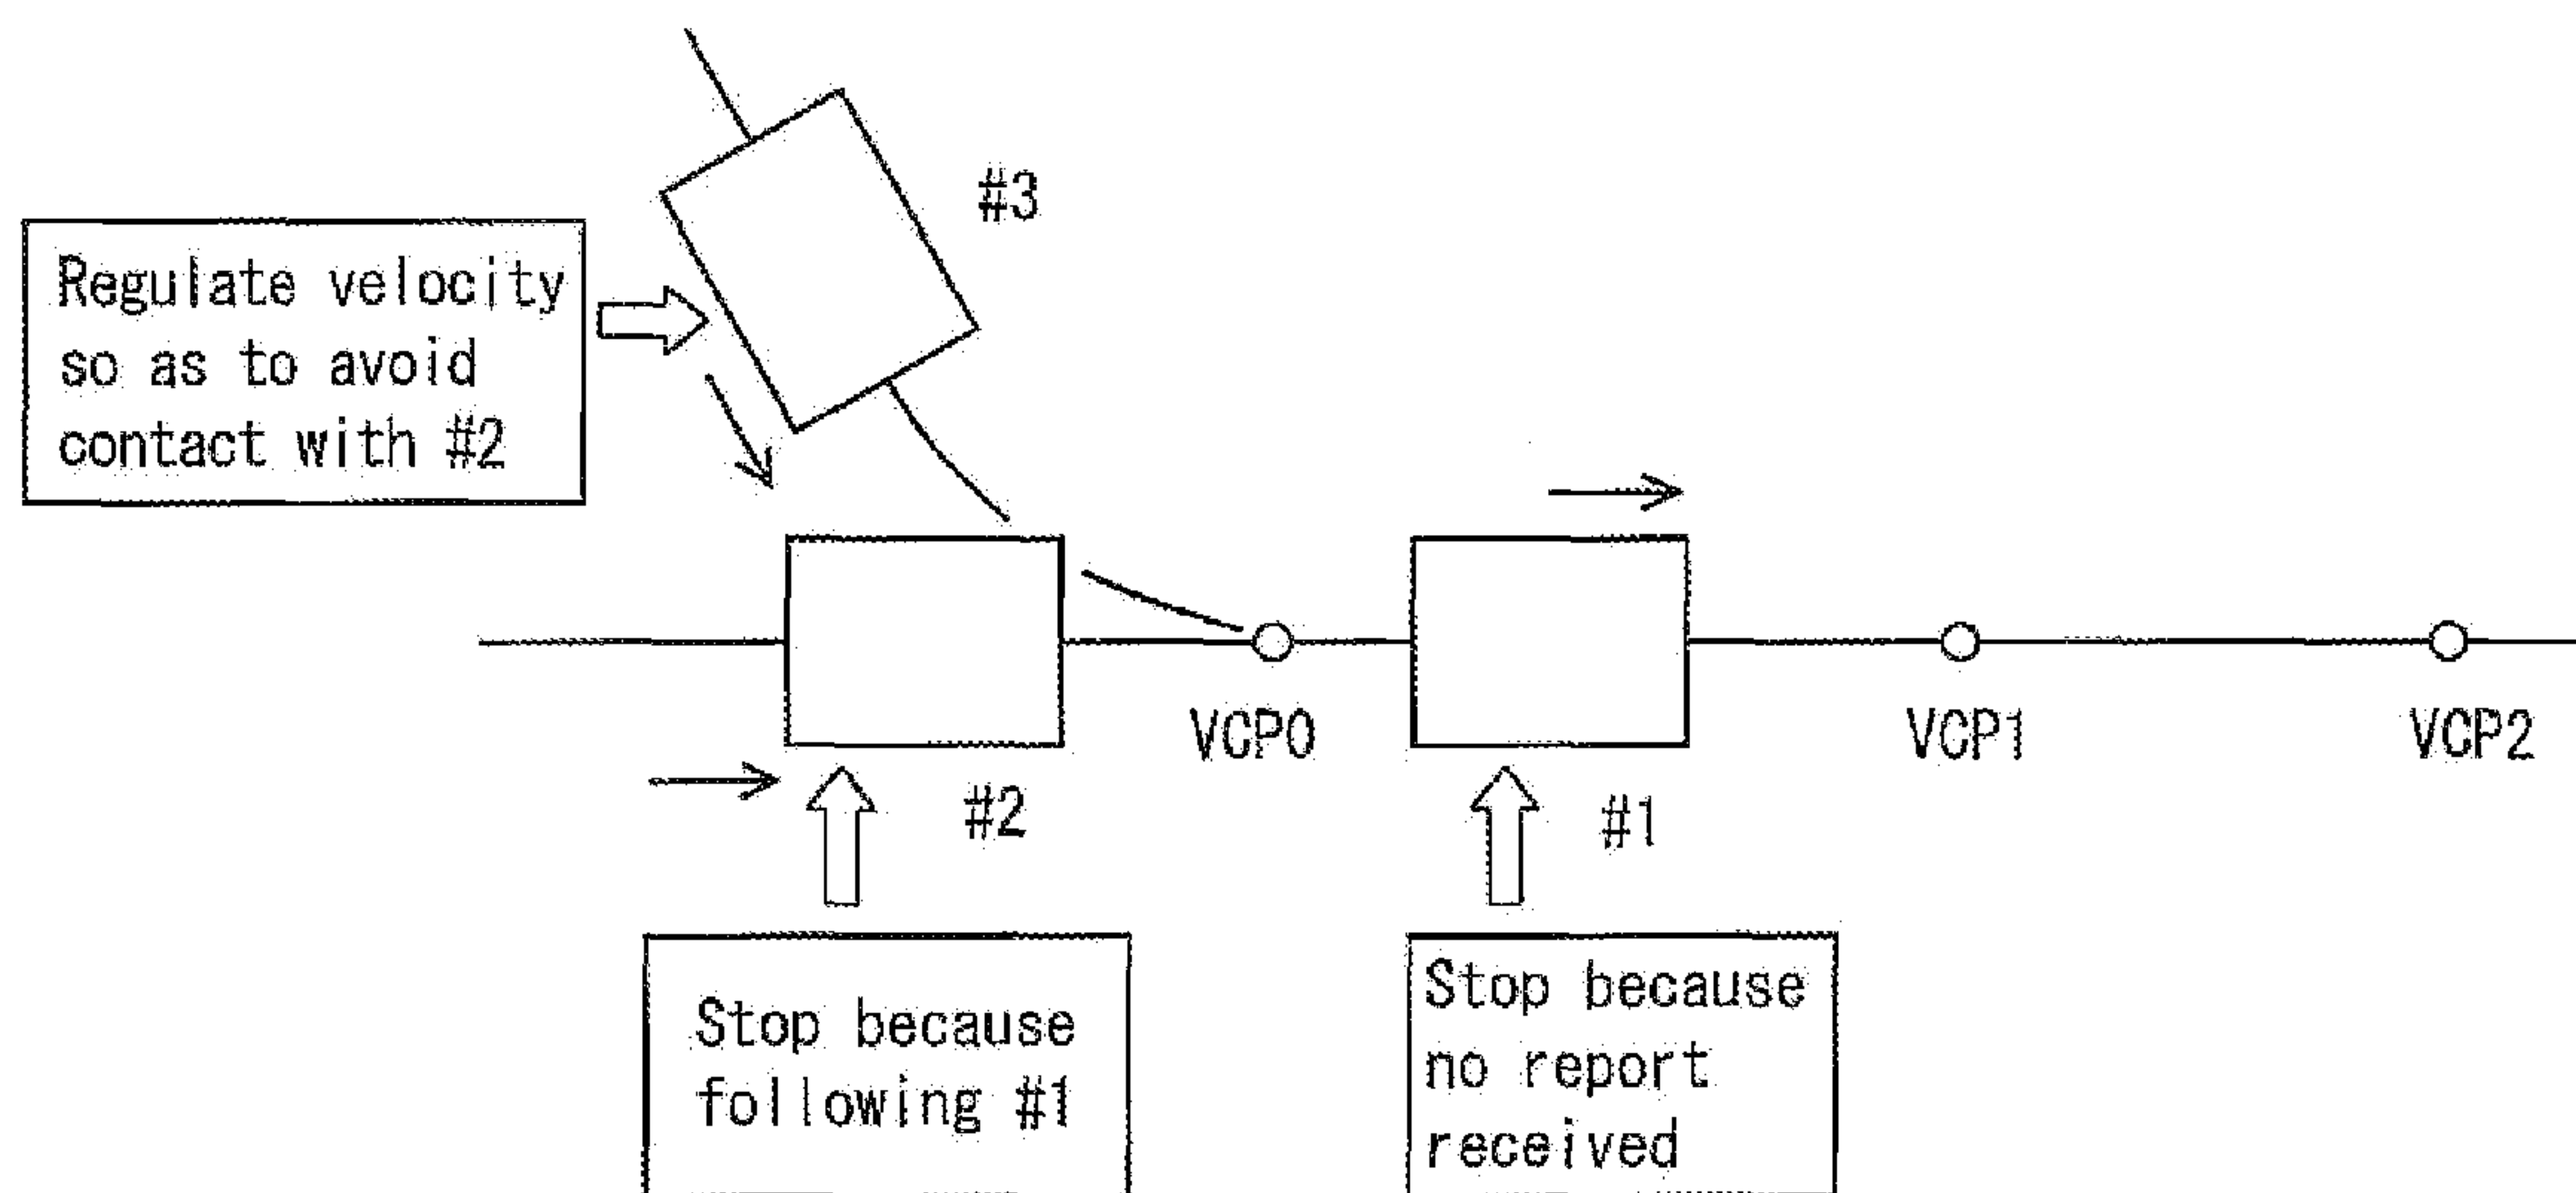 #3
Regulate velocity
so as to avoid
contact with #2
VCP0
VCP1
VCP2
#2
#1
Stop because
following #1
Stop because
no report
received